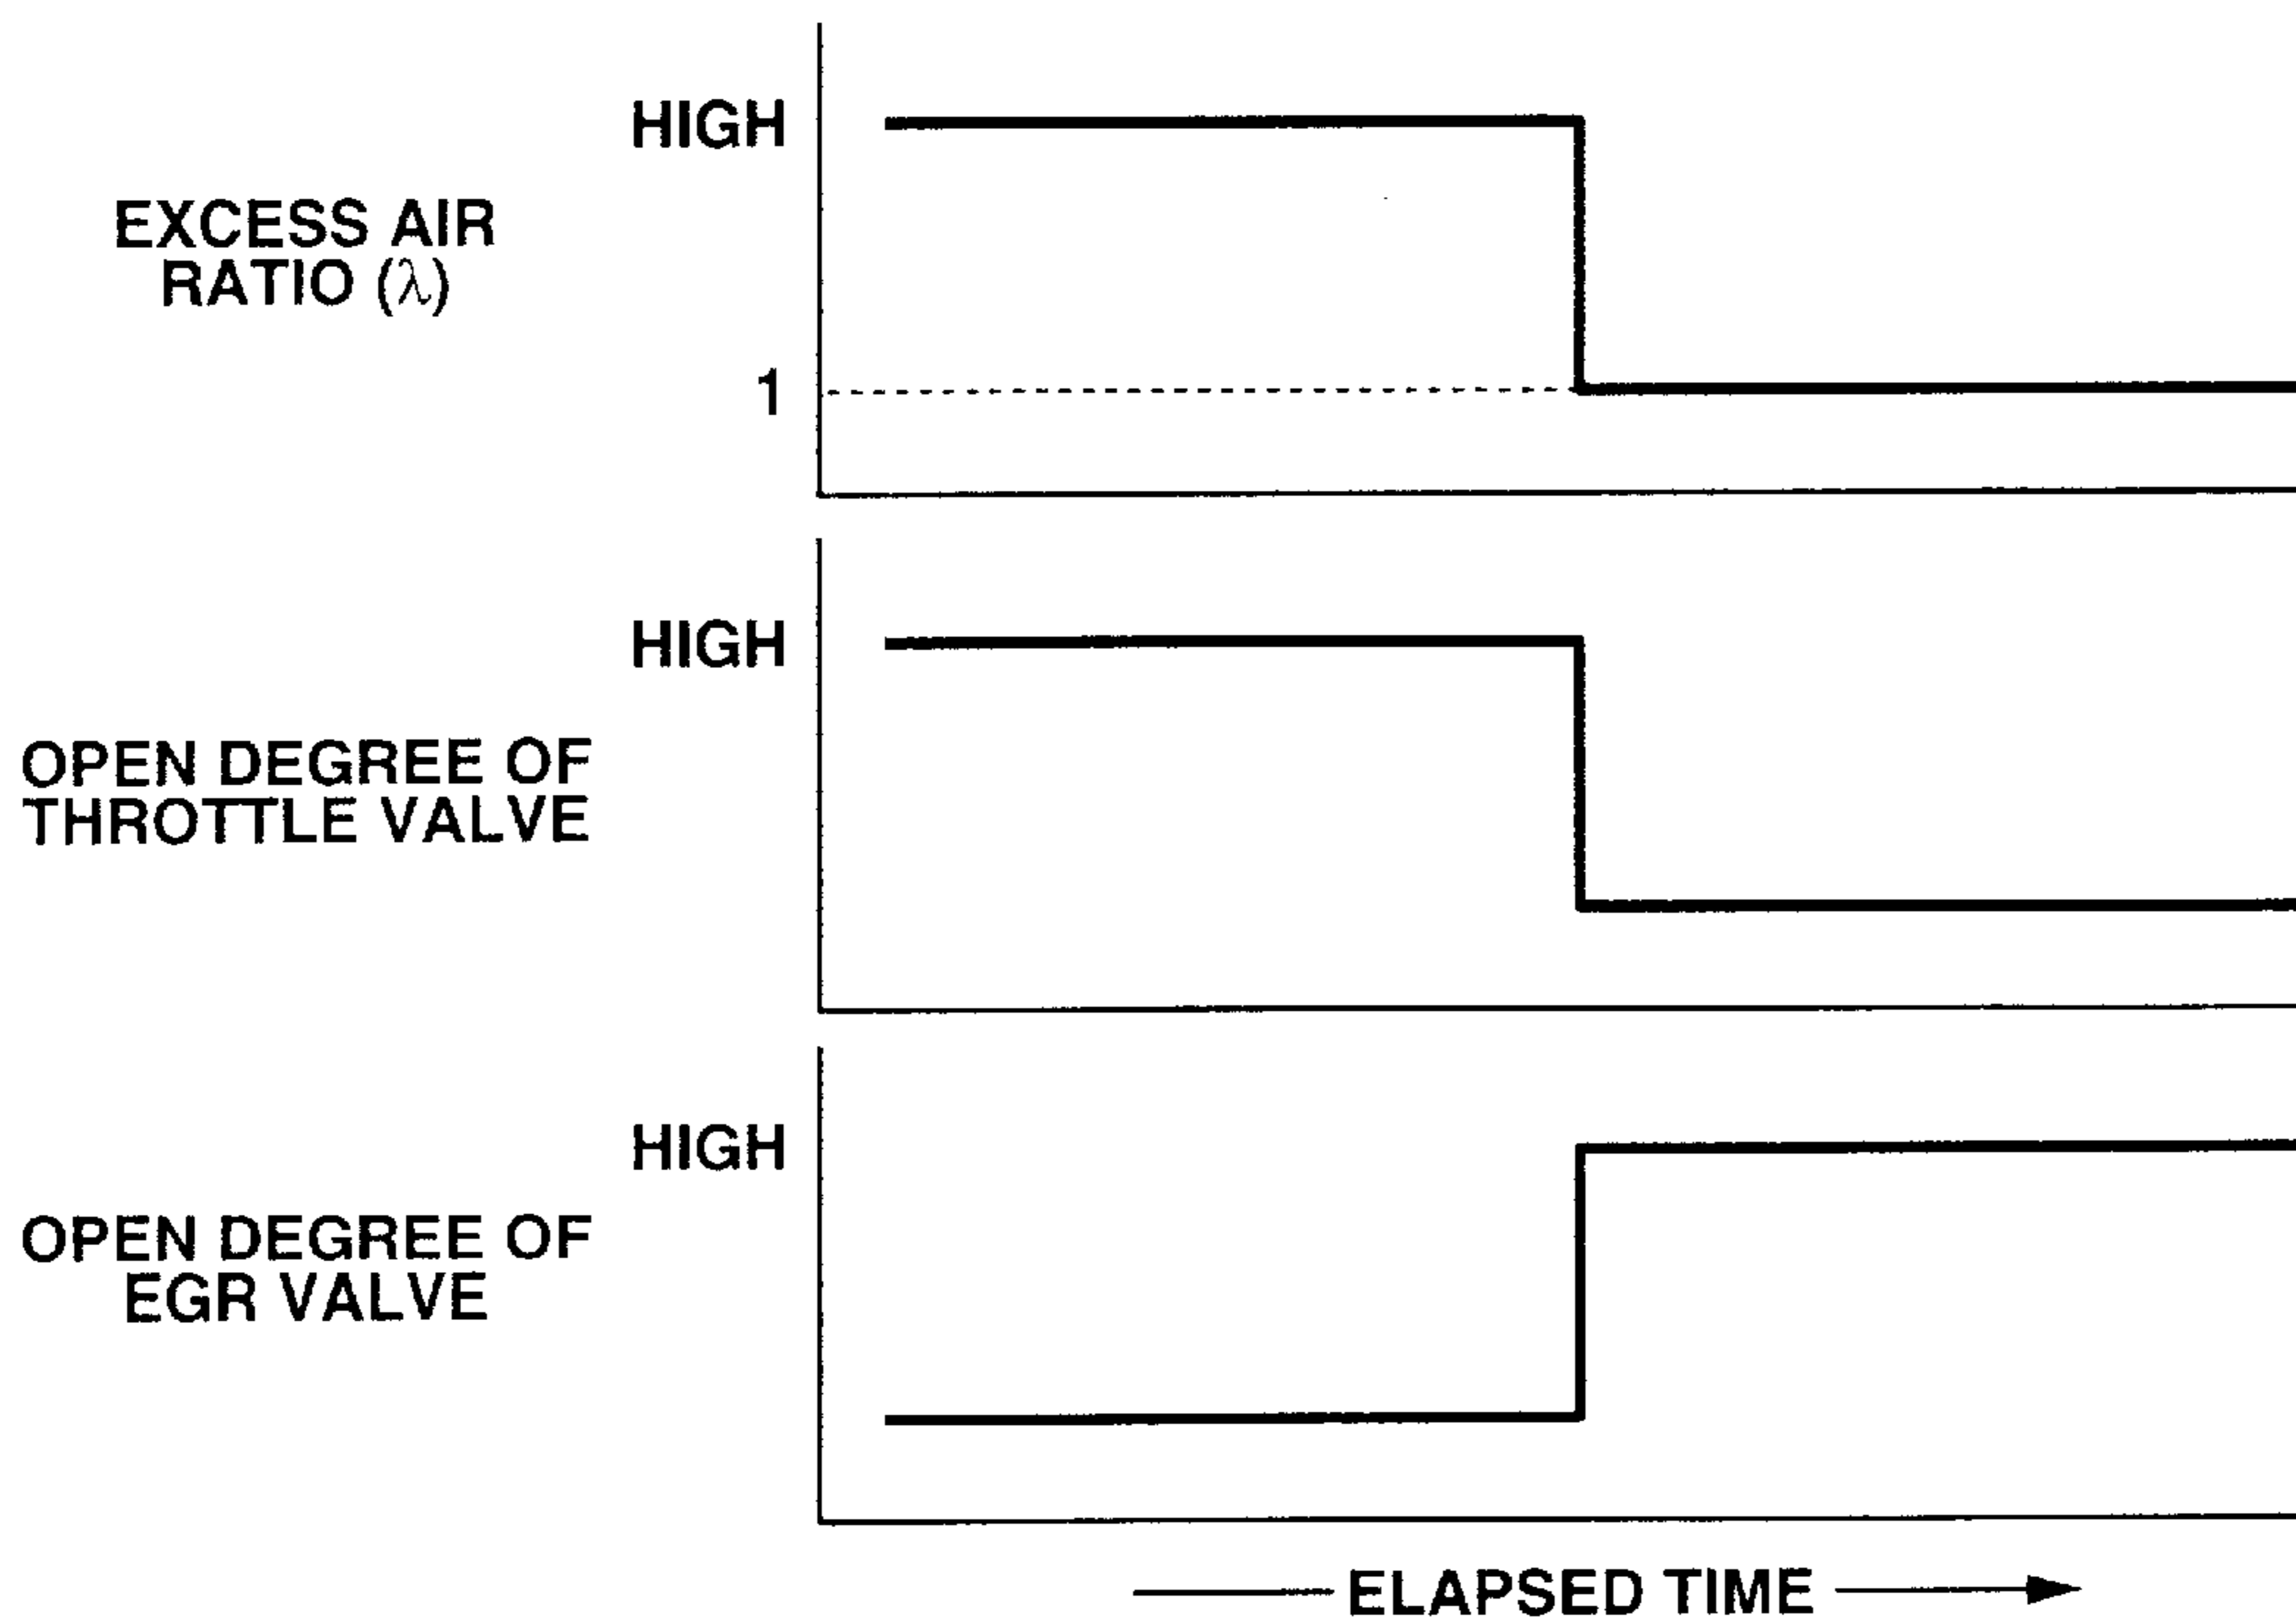 HIGH
EXCESS AIR
RATIO (λ)
1
HIGH
OPEN DEGREE OF
THROTTLE VALVE
HIGH
OPEN DEGREE OF
EGR VALVE
ELAPSED TIME